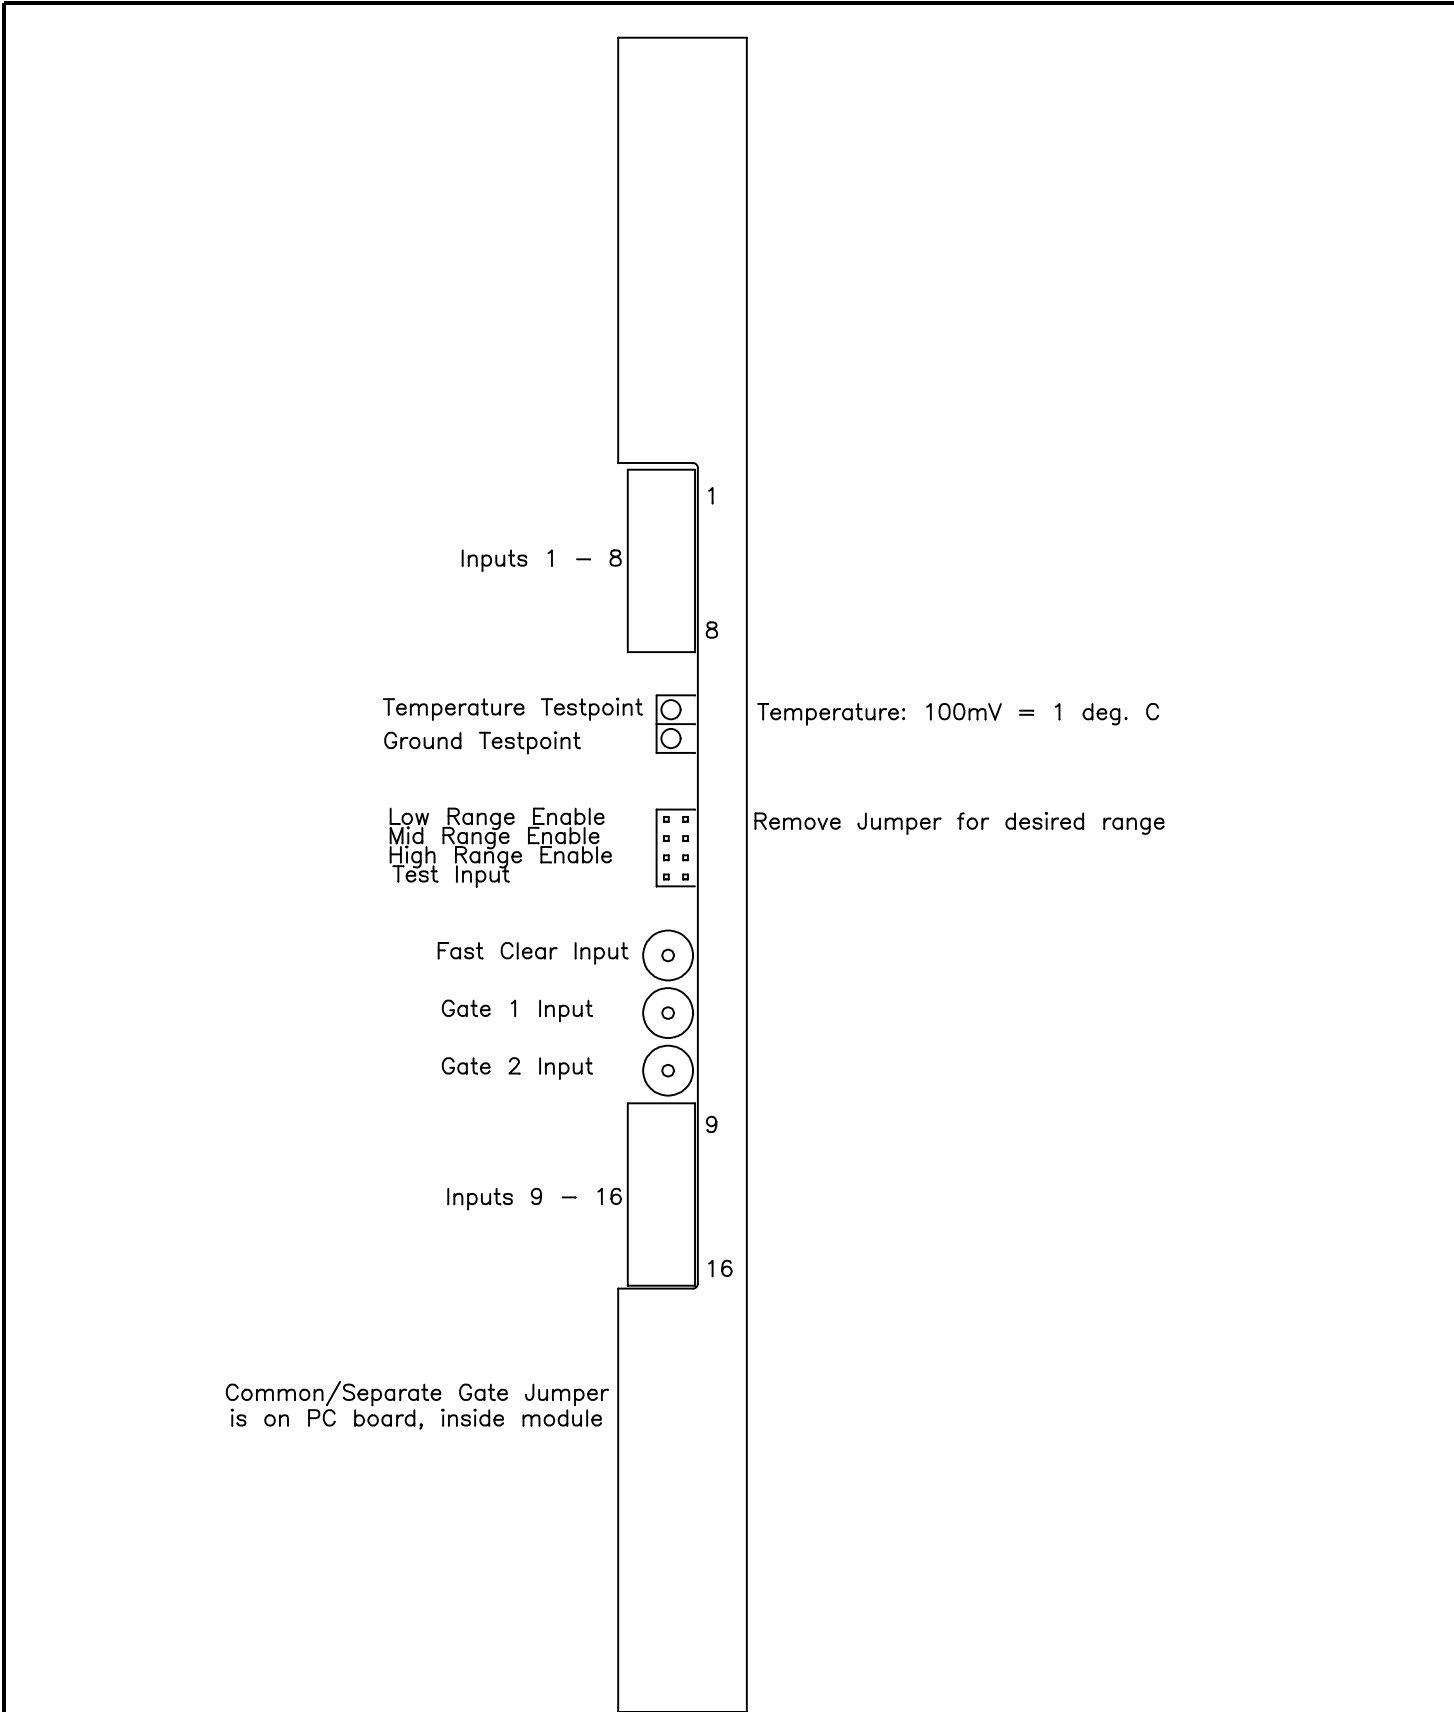 1
Inputs 1 - 8
8
Temperature Testpoint
Temperature: 100mV = 1 deg. C
Ground Testpoint
Low Range Enable
Remove Jumper for desired range
Mid Range Enable
High Range Enable
Test Input
Fast Clear Input
Gate 1 Input
Gate 2 Input
9
Inputs 9 - 16
16
Common/Separate Gate Jumper
is on PC board, inside module